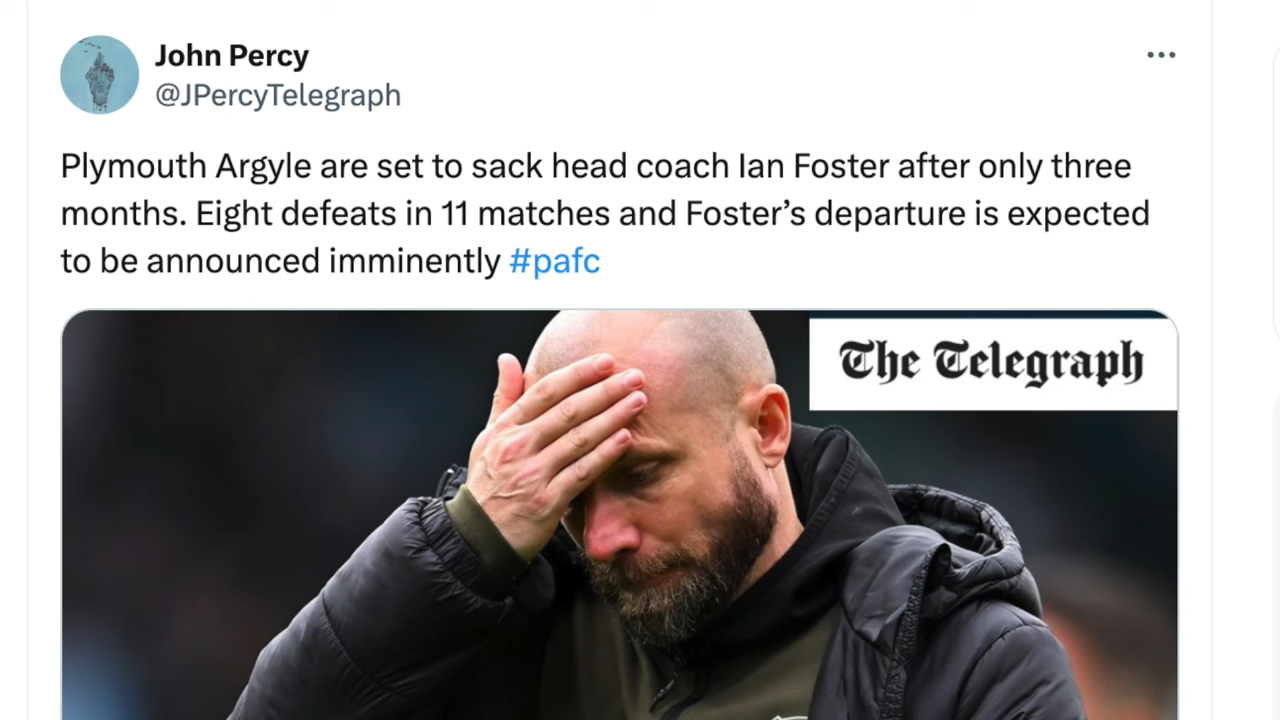 John Percy
@JPercyTelegraph
Plymouth Argyle are set to sack head coach Ian Foster after only three
months. Eight defeats in 11 matches and Foster’s departure is expected
to be announced imminently #pafc
The Telegraph